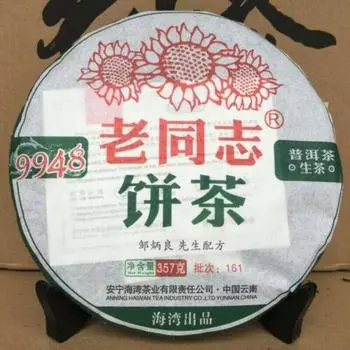 老同志®
9948
饼茶
普洱茶
生茶
邹炳良 先生配方
净含量
Net Weight
357克
批次：161
安宁海湾茶业有限责任公司·中国云南
ANNING HAIWAN TEA INDUSTRY CO.,LTD YUNNAN.CHINA
海湾出品